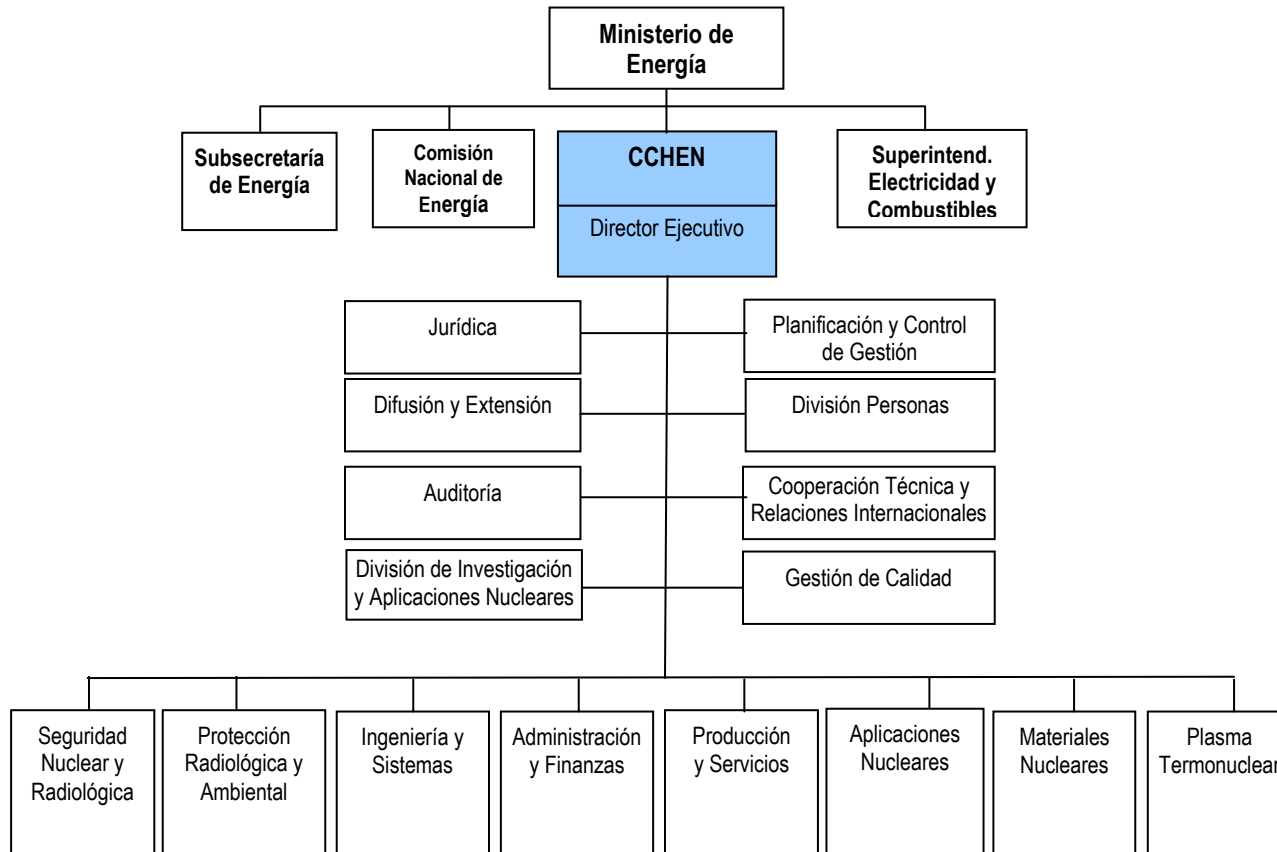 Ministerio de
Energía
Subsecretaría
de Energía
Comisión
Nacional de
Energía
CCHEN
Director Ejecutivo
Superintend.
Electricidad y
Combustibles
Jurídica
Planificación y Control
de Gestión
Difusión y Extensión
División Personas
Auditoría
Cooperación Técnica y
Relaciones Internacionales
División de Investigación
y Aplicaciones Nucleares
Gestión de Calidad
Seguridad
Nuclear y
Radiológica
Protección
Radiológica y
Ambiental
Ingeniería y
Sistemas
Administración
y Finanzas
Producción
y Servicios
Aplicaciones
Nucleares
Materiales
Nucleares
Plasma
Termonuclear